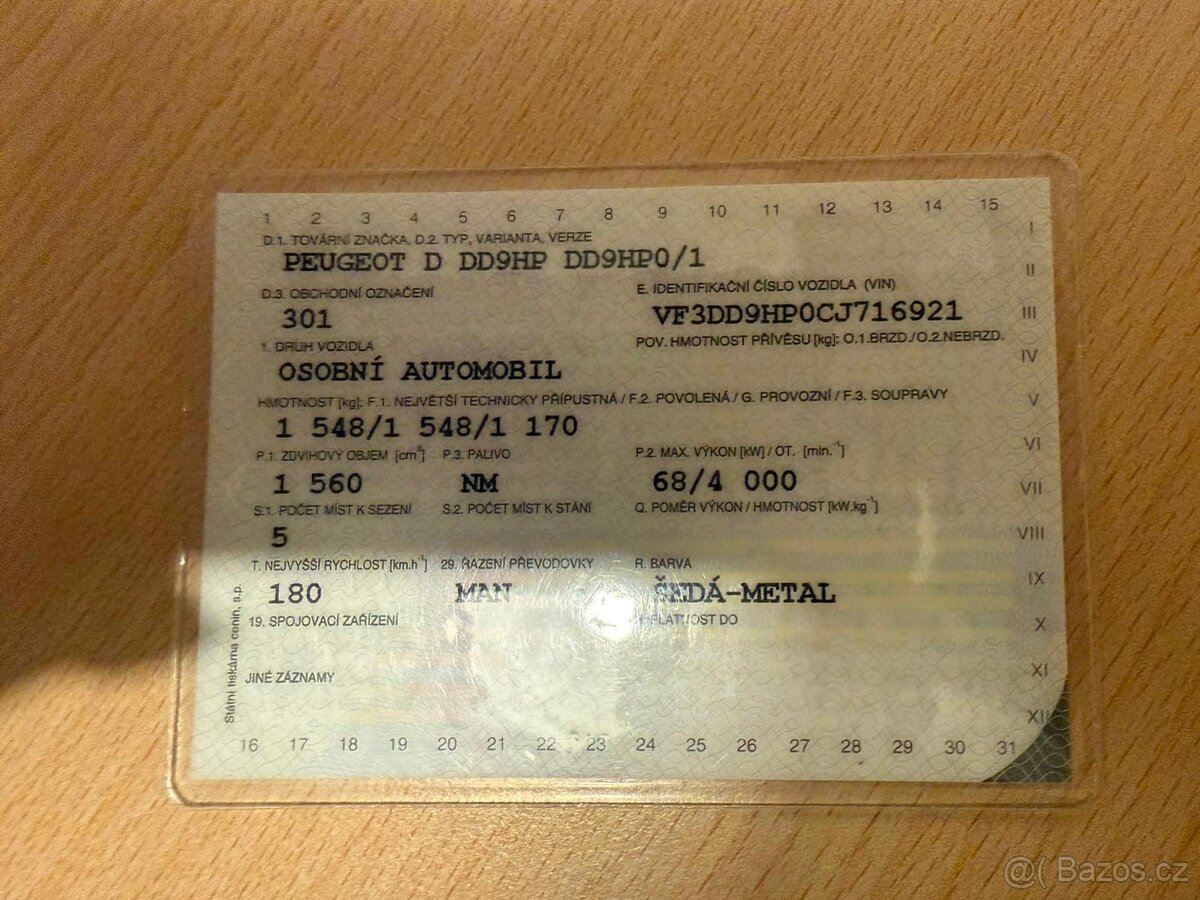 1 2 3 4 5 6 7 8 9 10 11 12 13 14 15
D.1. TOVÁRNÍ ZNAČKA, D.2. TYP, VARIANTA, VERZE
PEUGEOT D DD9HP DD9HP0/1
D.3. OBCHODNÍ OZNAČENÍ E. IDENTIFIKAČNÍ ČÍSLO VOZIDLA (VIN)
301 VF3DD9HP0CJ716921
1. DRUH VOZIDLA POV. HMOTNOST PŘÍVĚSU [kg]: O.1.BRZD./O.2.NEBRZD.
OSOBNÍ AUTOMOBIL
HMOTNOST [kg]: F.1. NEJVĚTŠÍ TECHNICKY PŘÍPUSTNÁ / F.2. POVOLENÁ / G. PROVOZNÍ / F.3. SOUPRAVY
1 548/1 548/1 170
P.1. ZDVIHOVÝ OBJEM [cm³] P.3. PALIVO P.2. MAX. VÝKON [kW] / OT. [min.⁻¹]
1 560 NM 68/4 000
S.1. POČET MÍST K SEZENÍ S.2. POČET MÍST K STÁNÍ Q. POMĚR VÝKON / HMOTNOST [kW.kg⁻¹]
5
T. NEJVYŠŠÍ RYCHLOST [km.h⁻¹] 29. ŘAZENÍ PŘEVODOVKY R. BARVA
180 MAN ŠEDÁ-METAL
19. SPOJOVACÍ ZAŘÍZENÍ PLATNOST DO
JINÉ ZÁZNAMY
16 17 18 19 20 21 22 23 24 25 26 27 28 29 30 31
I
II
III
IV
V
VI
VII
VIII
IX
X
XI
XII
Státní tiskárna cenin, s.p.
@( Bazos.cz